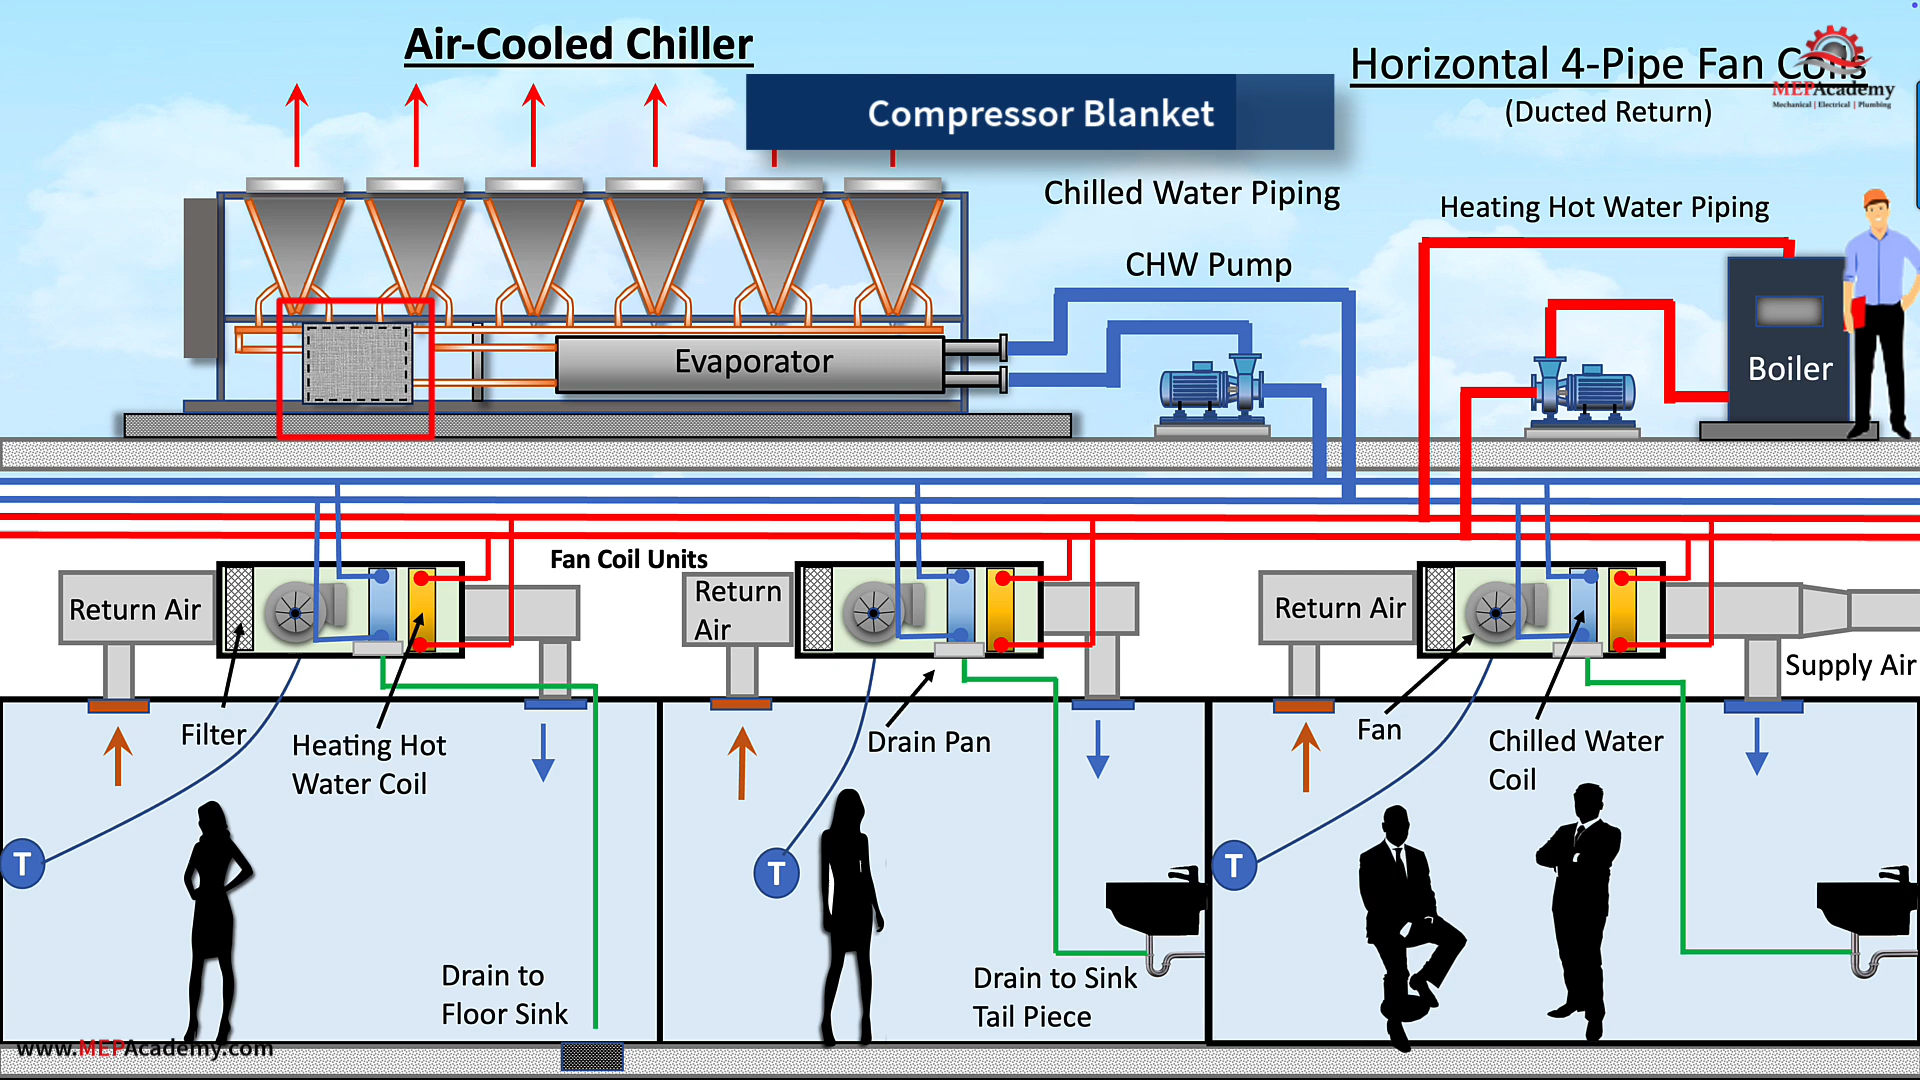 Air-Cooled Chiller
Compressor Blanket
Horizontal 4-Pipe Fan Coils
(Ducted Return)
MEPAcademy
Mechanical | Electrical | Plumbing
Chilled Water Piping
Heating Hot Water Piping
CHW Pump
Evaporator
Boiler
Fan Coil Units
Return Air
Return
Air
Return Air
Supply Air
Filter
Heating Hot
Water Coil
Drain Pan
Fan
Chilled Water
Coil
T
T
T
Drain to
Floor Sink
Drain to Sink
Tail Piece
www.MEPAcademy.com